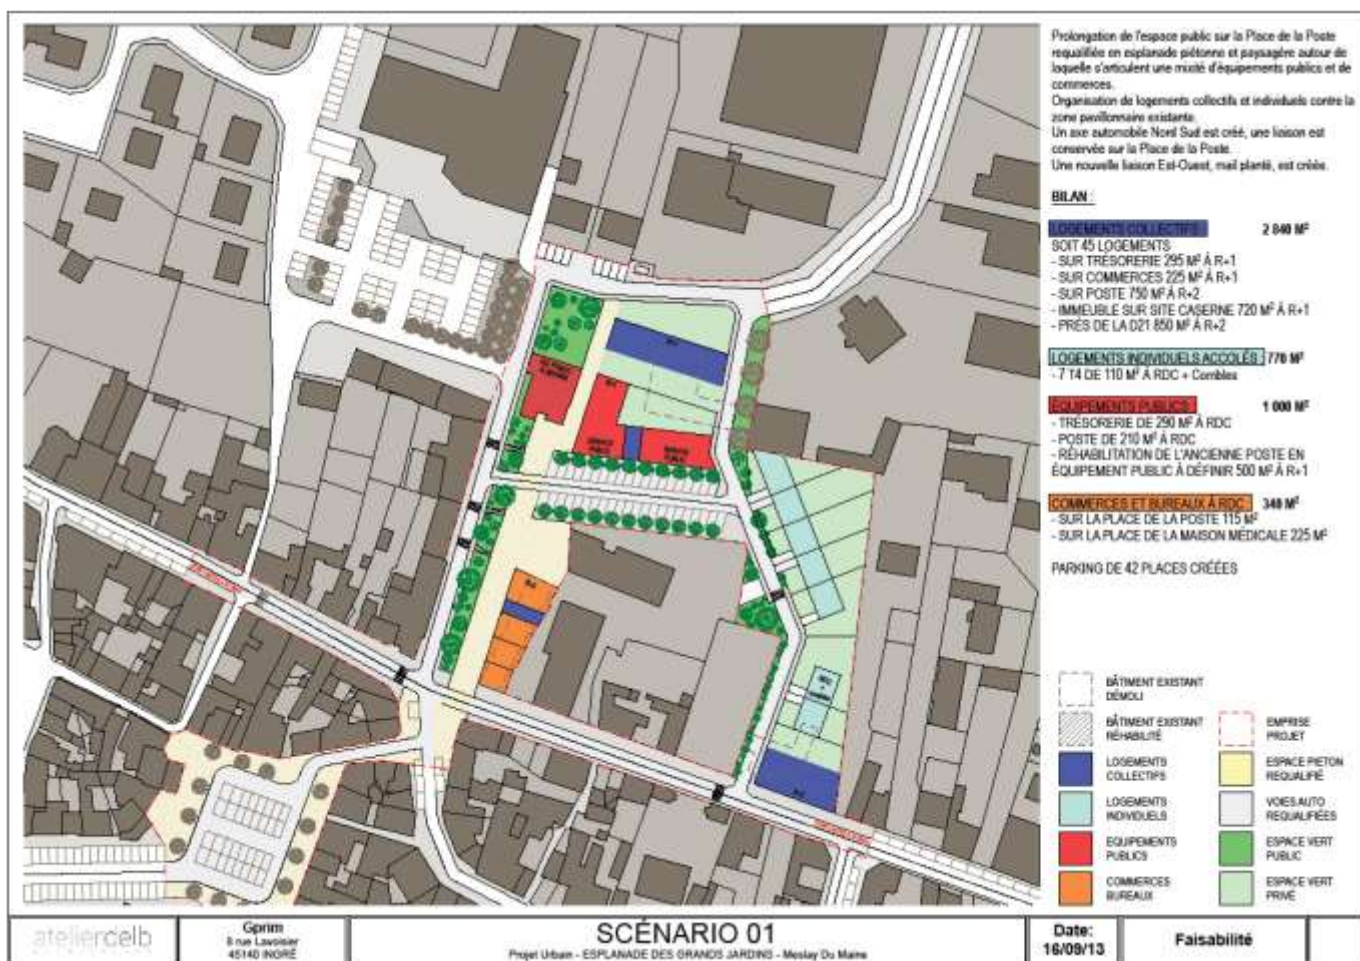 Prolongation de l'espace public sur la Place de la Poste
requalifiée en esplanade piétonne et paysagère autour de
laquelle s'articulent une mixité d'équipements publics et de
commerces.
Organisation de logements collectifs et individuels contre la
zone pavillonnaire existante.
Un axe automobile Nord Sud est créé, une liaison est
conservée sur la Place de la Poste.
Une nouvelle liaison Est-Ouest, mail planté, est créée.
BILAN :
LOGEMENTS COLLECTIFS 2 840 M²
SOIT 45 LOGEMENTS
- SUR TRÉSORERIE 295 M² À R+1
- SUR COMMERCES 225 M² À R+1
- SUR POSTE 750 M² À R+2
- IMMEUBLE SUR SITE CASERNE 720 M² À R+1
- PRÈS DE LA D21 850 M² À R+2
LOGEMENTS INDIVIDUELS ACCOLÉS : 770 M²
- 7 T4 DE 110 M² À RDC + Combles
ÉQUIPEMENTS PUBLICS : 1 000 M²
- TRÉSORERIE DE 290 M² À RDC
- POSTE DE 210 M² À RDC
- RÉHABILITATION DE L'ANCIENNE POSTE EN
ÉQUIPEMENT PUBLIC À DÉFINIR 500 M² À R+1
COMMERCES ET BUREAUX À RDC : 340 M²
- SUR LA PLACE DE LA POSTE 115 M²
- SUR LA PLACE DE LA MAISON MÉDICALE 225 M²
PARKING DE 42 PLACES CRÉÉES
BÂTIMENT EXISTANT
DÉMOLI
BÂTIMENT EXISTANT
RÉHABILITÉ
LOGEMENTS
COLLECTIFS
LOGEMENTS
INDIVIDUELS
EQUIPEMENTS
PUBLICS
COMMERCES
BUREAUX
EMPRISE
PROJET
ESPACE PIETON
REQUALIFIÉ
VOIES AUTO
REQUALIFIÉES
ESPACE VERT
PUBLIC
ESPACE VERT
PRIVÉ
ateliercelb
Gprim
8 rue Lavoisier
45140 INGRÉ
SCÉNARIO 01
Projet Urbain - ESPLANADE DES GRANDS JARDINS - Meslay Du Maine
Date:
16/09/13
Faisabilité